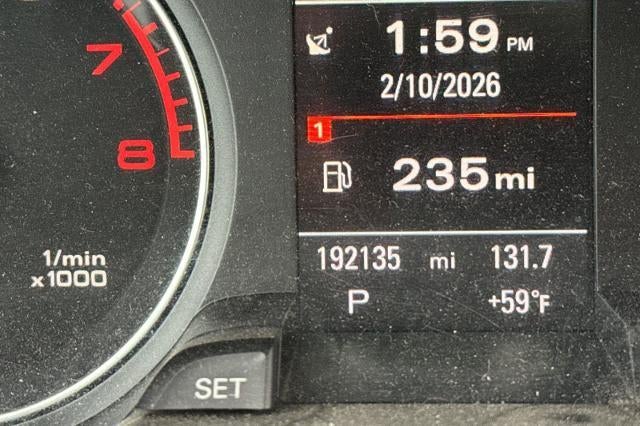 7
8
1/min
x1000
1:59 PM
2/10/2026
1
235 mi
192135 mi 131.7
P +59°F
SET